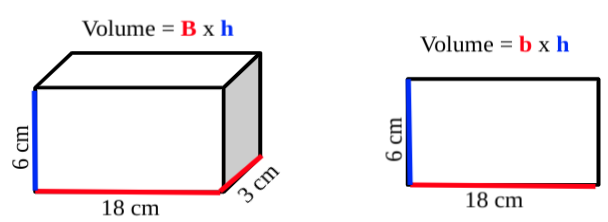 Volume = B x h
6 cm
18 cm
3 cm
Volume = b x h
6 cm
18 cm